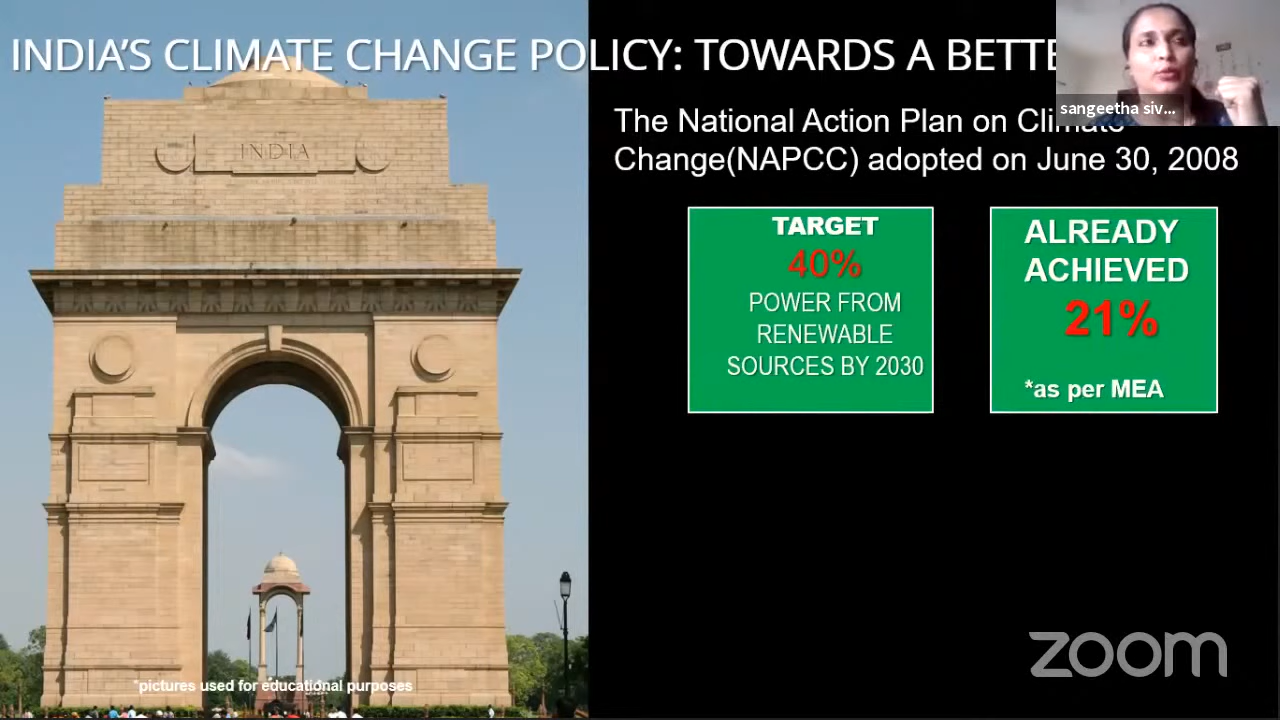 INDIA'S CLIMATE CHANGE POLICY: TOWARDS A BETTE
sangeetha siv...
The National Action Plan on Climate
Change(NAPCC) adopted on June 30, 2008
TARGET
40%
POWER FROM
RENEWABLE
SOURCES BY 2030
ALREADY
ACHIEVED
21%
*as per MEA
INDIA
*pictures used for educational purposes
zoom